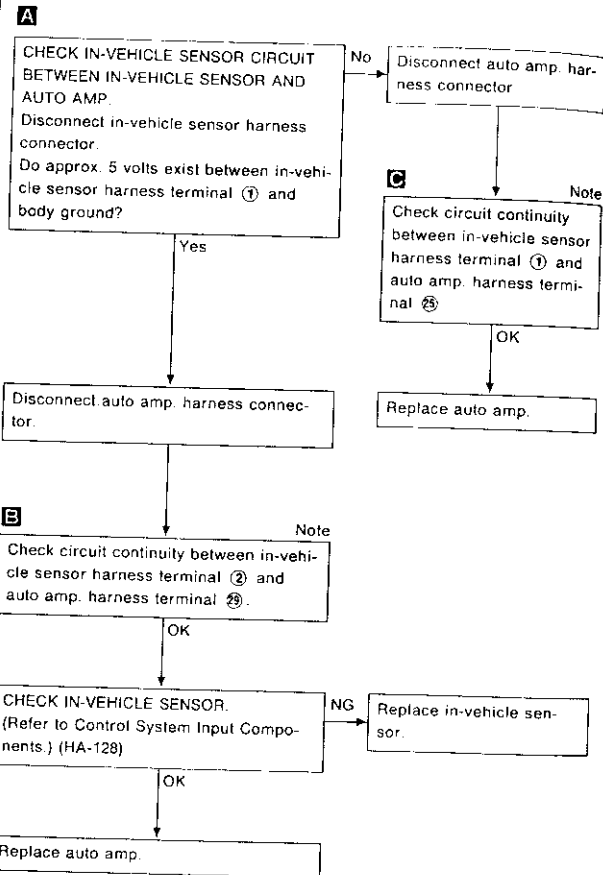 A
CHECK IN-VEHICLE SENSOR CIRCUIT
BETWEEN IN-VEHICLE SENSOR AND
AUTO AMP.
Disconnect in-vehicle sensor harness
connector.
Do approx. 5 volts exist between in-vehi-
cle sensor harness terminal ① and
body ground?
No
Disconnect auto amp. har-
ness connector
C
Note
Check circuit continuity
between in-vehicle sensor
harness terminal ① and
auto amp. harness termi-
nal ㉕
OK
Replace auto amp.
Yes
Disconnect auto amp. harness connec-
tor.
B
Note
Check circuit continuity between in-vehi-
cle sensor harness terminal ② and
auto amp. harness terminal ㉙.
OK
CHECK IN-VEHICLE SENSOR.
(Refer to Control System Input Compo-
nents.) (HA-128)
NG
Replace in-vehicle sen-
sor.
OK
Replace auto amp.